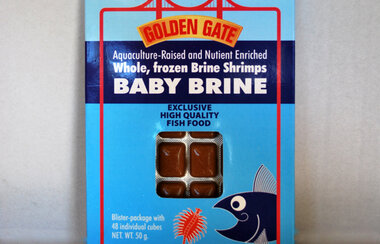 GOLDEN GATE
Aquaculture-Raised and Nutient Enriched
Whole, frozen Brine Shrimps
BABY BRINE
EXCLUSIVE
HIGH QUALITY
FISH FOOD
Blister-package with
48 individual cubes
NET. WT. 50 g.